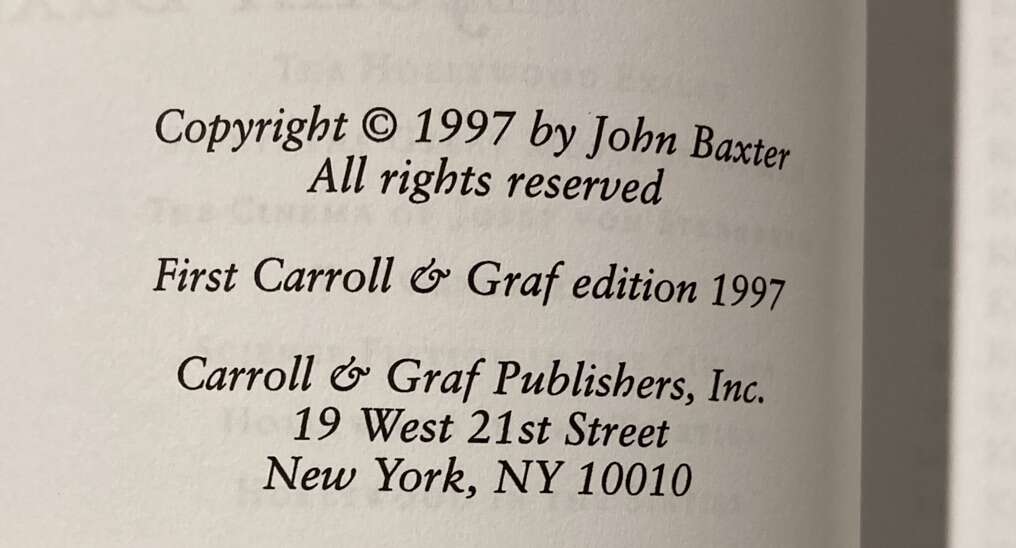 Copyright © 1997 by John Baxter
All rights reserved
First Carroll & Graf edition 1997
Carroll & Graf Publishers, Inc.
19 West 21st Street
New York, NY 10010